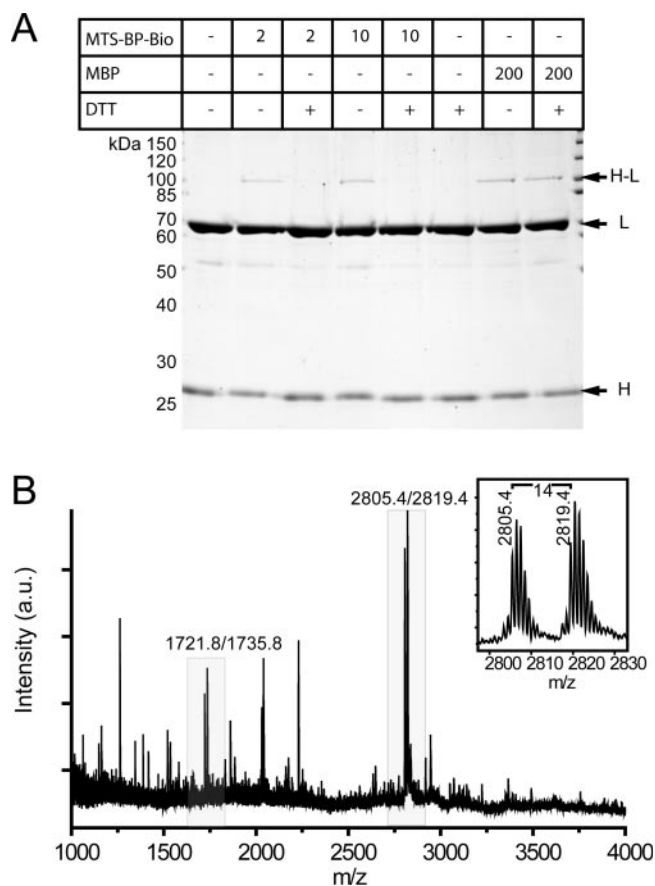 A
MTS-BP-Bio - 2 2 10 10 - - -
MBP - - - - - - 200 200
DTT - - + - + + - +
kDa
150
120
100
85
70
60
50
40
30
25
H-L
L
H
B
2805.4/2819.4
1721.8/1735.8
Intensity (a.u.)
1000 1500 2000 2500 3000 3500 4000
m/z
2805.4
14
2819.4
2800 2810 2820 2830
m/z